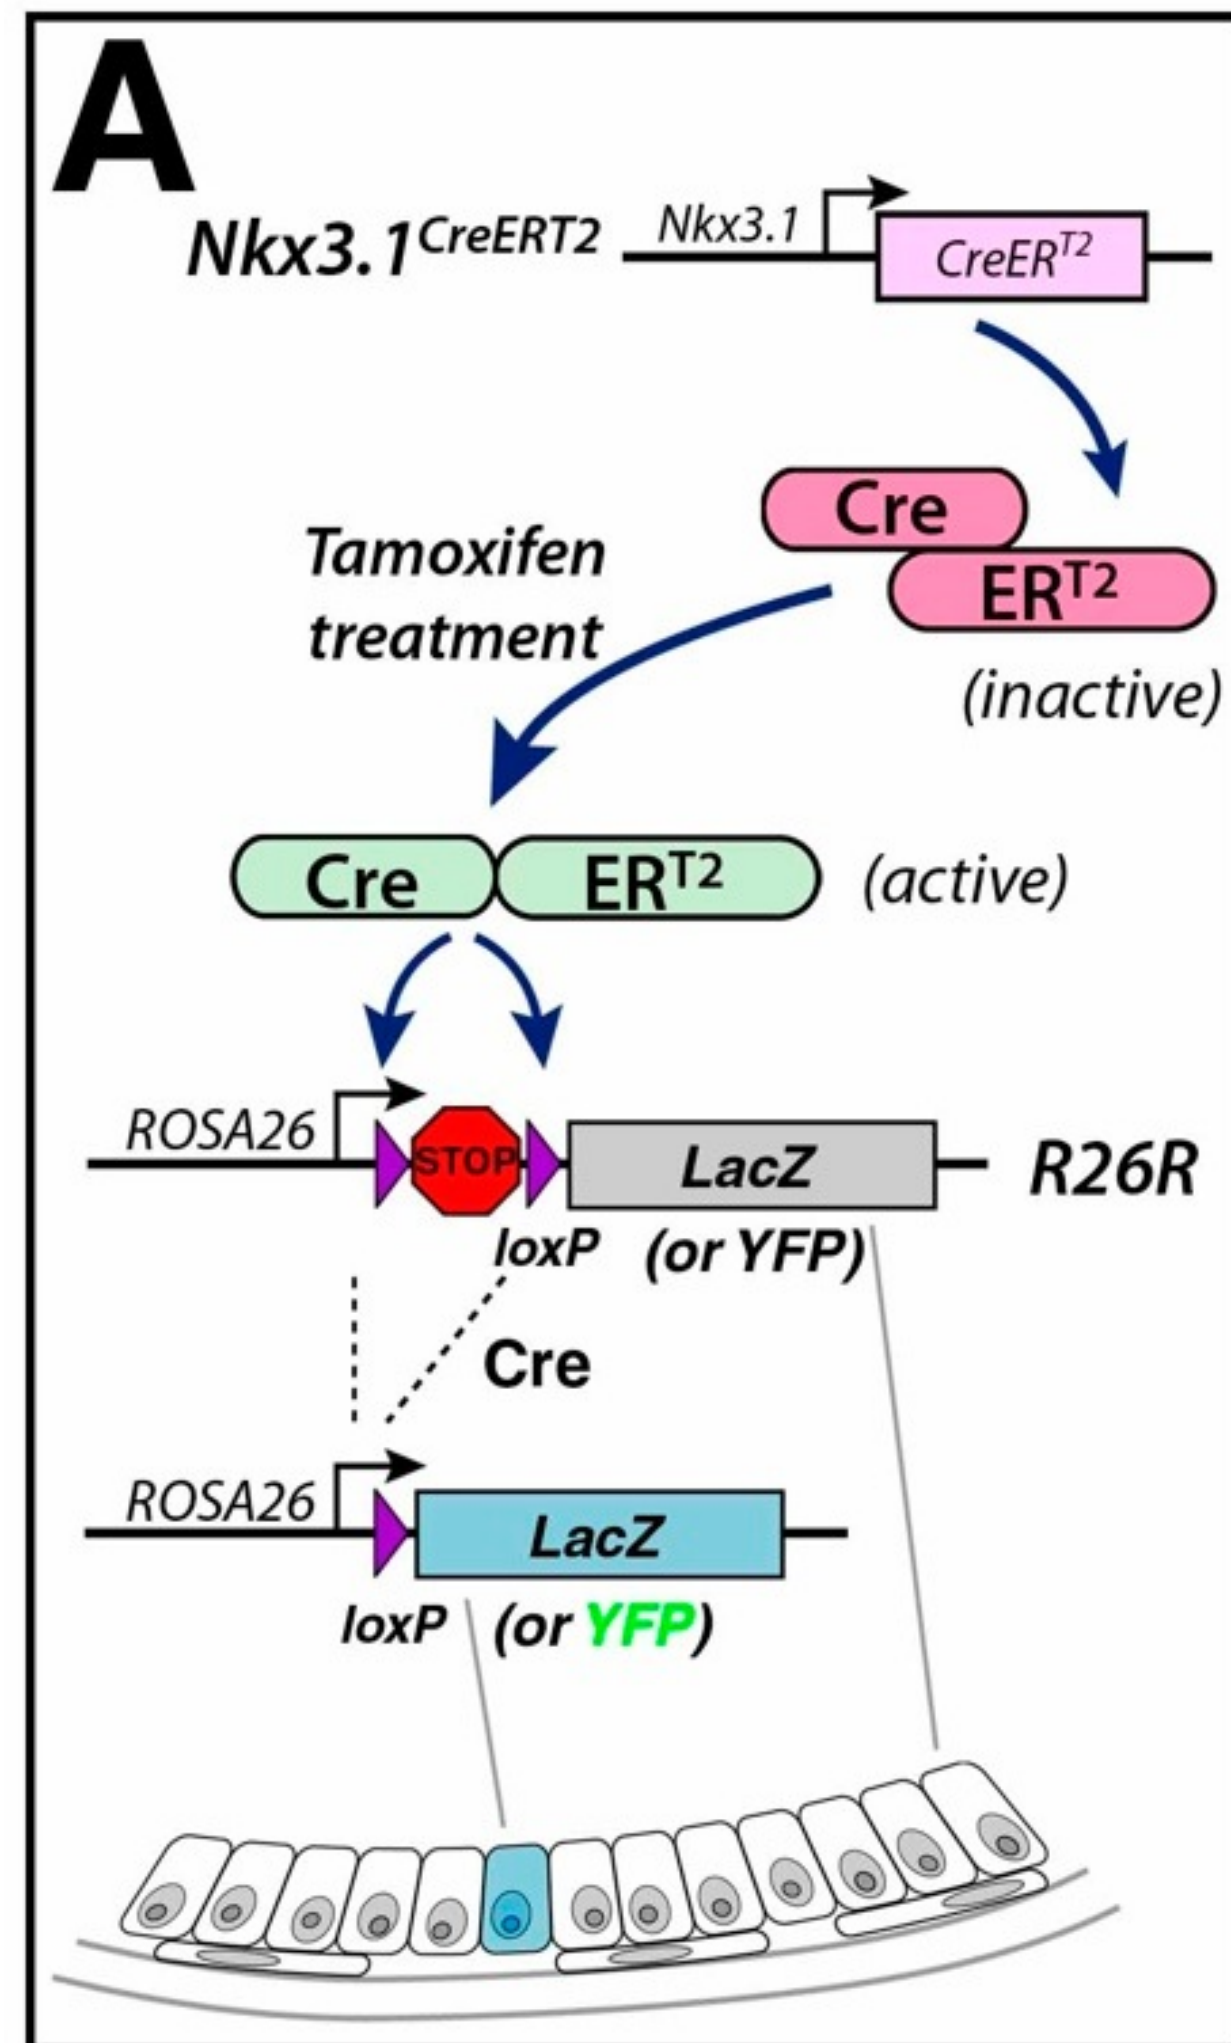 A
Nkx3.1CreERT2
Nkx3.1
CreERT2
Cre
ERT2
(inactive)
Tamoxifen
treatment
Cre
ERT2
(active)
ROSA26
STOP
LacZ
R26R
loxP
(or YFP)
Cre
ROSA26
LacZ
loxP
(or YFP)